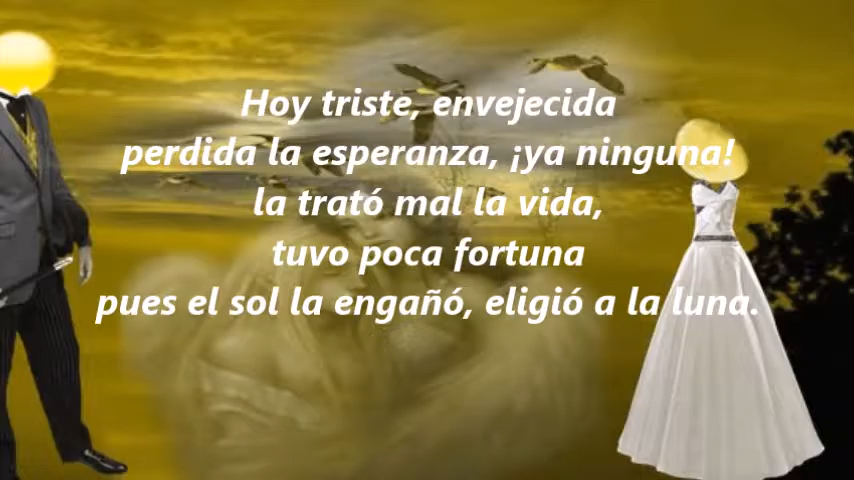 Hoy triste, envejecida
perdida la esperanza, ¡ya ninguna!
la trató mal la vida,
tuvo poca fortuna
pues el sol la engañó, eligió a la luna.